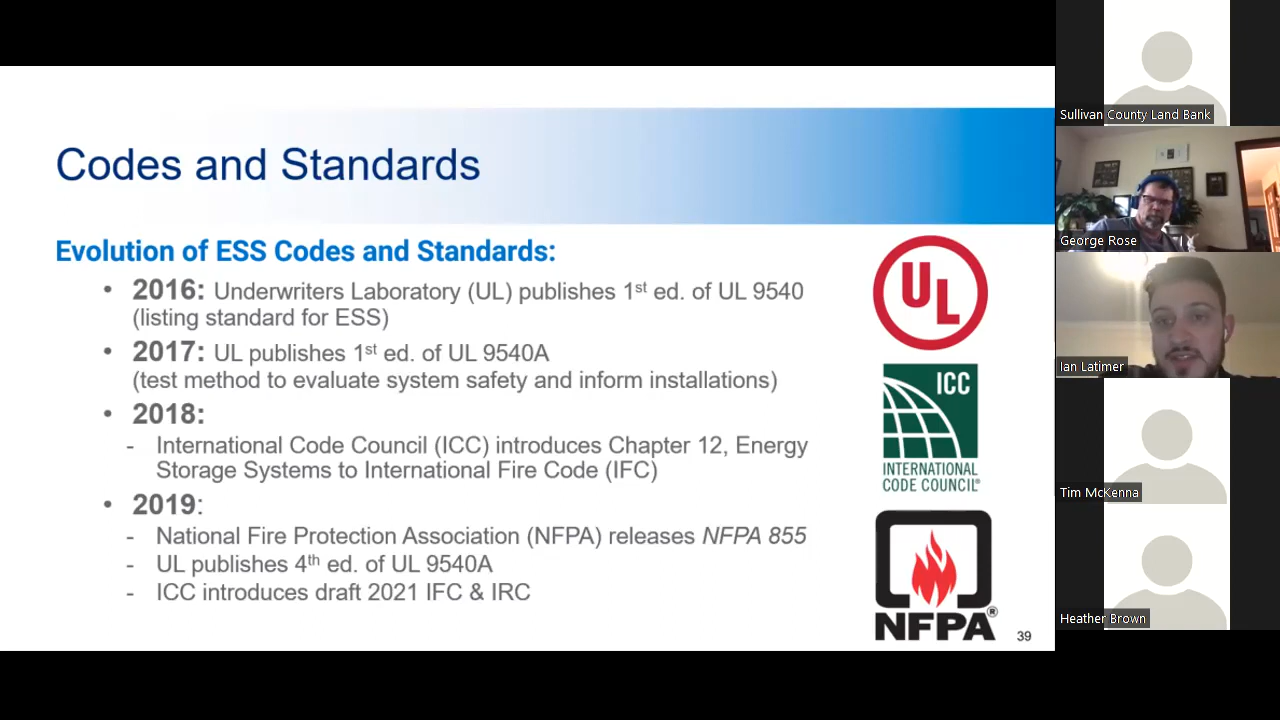 Codes and Standards
Evolution of ESS Codes and Standards:
• 2016: Underwriters Laboratory (UL) publishes 1st ed. of UL 9540
(listing standard for ESS)
• 2017: UL publishes 1st ed. of UL 9540A
(test method to evaluate system safety and inform installations)
• 2018:
- International Code Council (ICC) introduces Chapter 12, Energy
Storage Systems to International Fire Code (IFC)
• 2019:
- National Fire Protection Association (NFPA) releases NFPA 855
- UL publishes 4th ed. of UL 9540A
- ICC introduces draft 2021 IFC & IRC
UL
ICC
INTERNATIONAL
CODE COUNCIL®
NFPA®
39
Sullivan County Land Bank
George Rose
Ian Latimer
Tim McKenna
Heather Brown